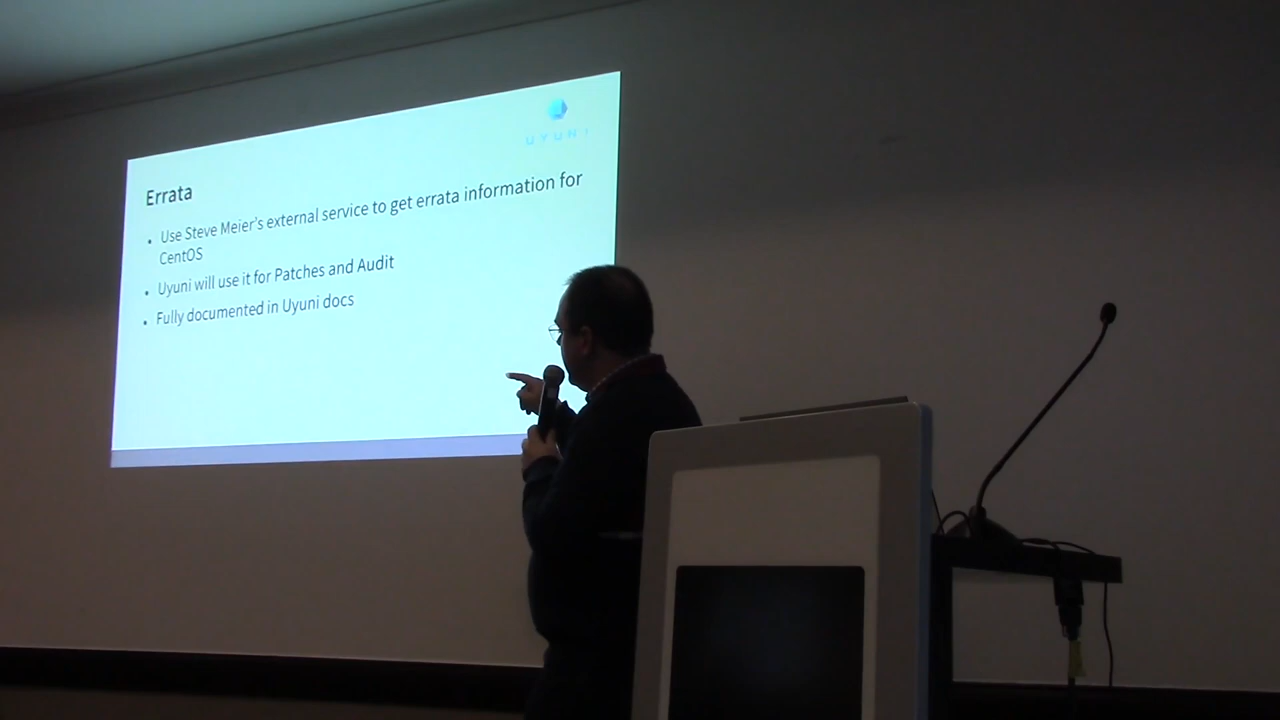 UYUNI
Errata
• Use Steve Meier's external service to get errata information for
CentOS
• Uyuni will use it for Patches and Audit
• Fully documented in Uyuni docs